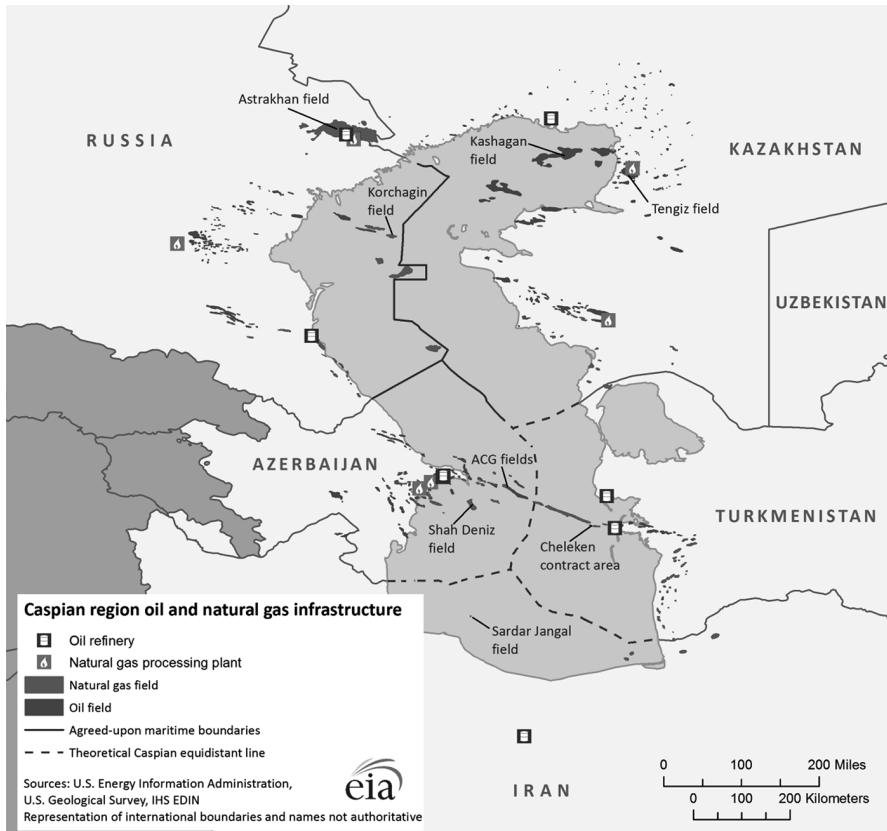 Astrakhan field
RUSSIA
Kashagan
field
KAZAKHSTAN
Korchagin
field
Tengiz field
UZBEKISTAN
AZERBAIJAN
ACG fields
TURKMENISTAN
Shah Deniz
field
Cheleken
contract area
Sardar Jangal
field
IRAN
Caspian region oil and natural gas infrastructure
Oil refinery
Natural gas processing plant
Natural gas field
Oil field
Agreed-upon maritime boundaries
Theoretical Caspian equidistant line
Sources: U.S. Energy Information Administration,
U.S. Geological Survey, IHS EDIN
Representation of international boundaries and names not authoritative
eia
0 100 200 Miles
0 100 200 Kilometers